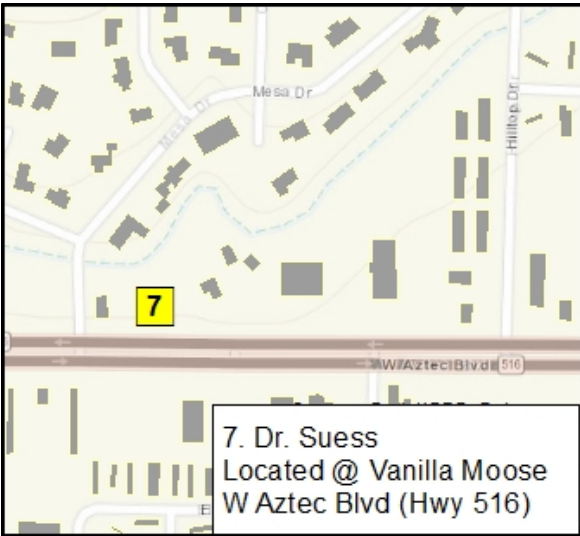 Mesa Dr
Mesa Dr
Hilltop Dr
7
W Aztec Blvd 516
E
7. Dr. Suess
Located @ Vanilla Moose
W Aztec Blvd (Hwy 516)